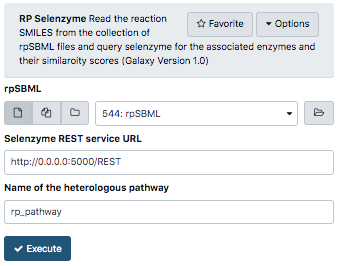 RP Selenzyme Read the reaction
SMILES from the collection of
rpSBML files and query selenzyme for the associated enzymes and
their similaroity scores (Galaxy Version 1.0)
Favorite
Options
rpSBML
544: rpSBML
Selenzyme REST service URL
http://0.0.0.0:5000/REST
Name of the heterologous pathway
rp_pathway
Execute